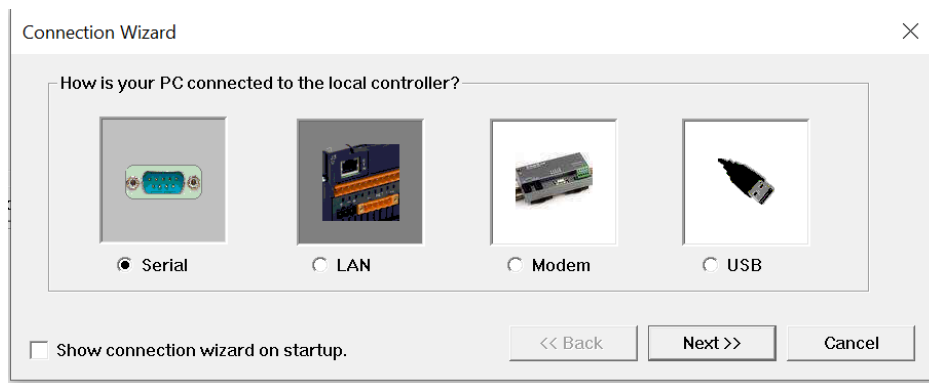 Connection Wizard
How is your PC connected to the local controller?
Serial
LAN
Modem
USB
Show connection wizard on startup.
<< Back
Next >>
Cancel